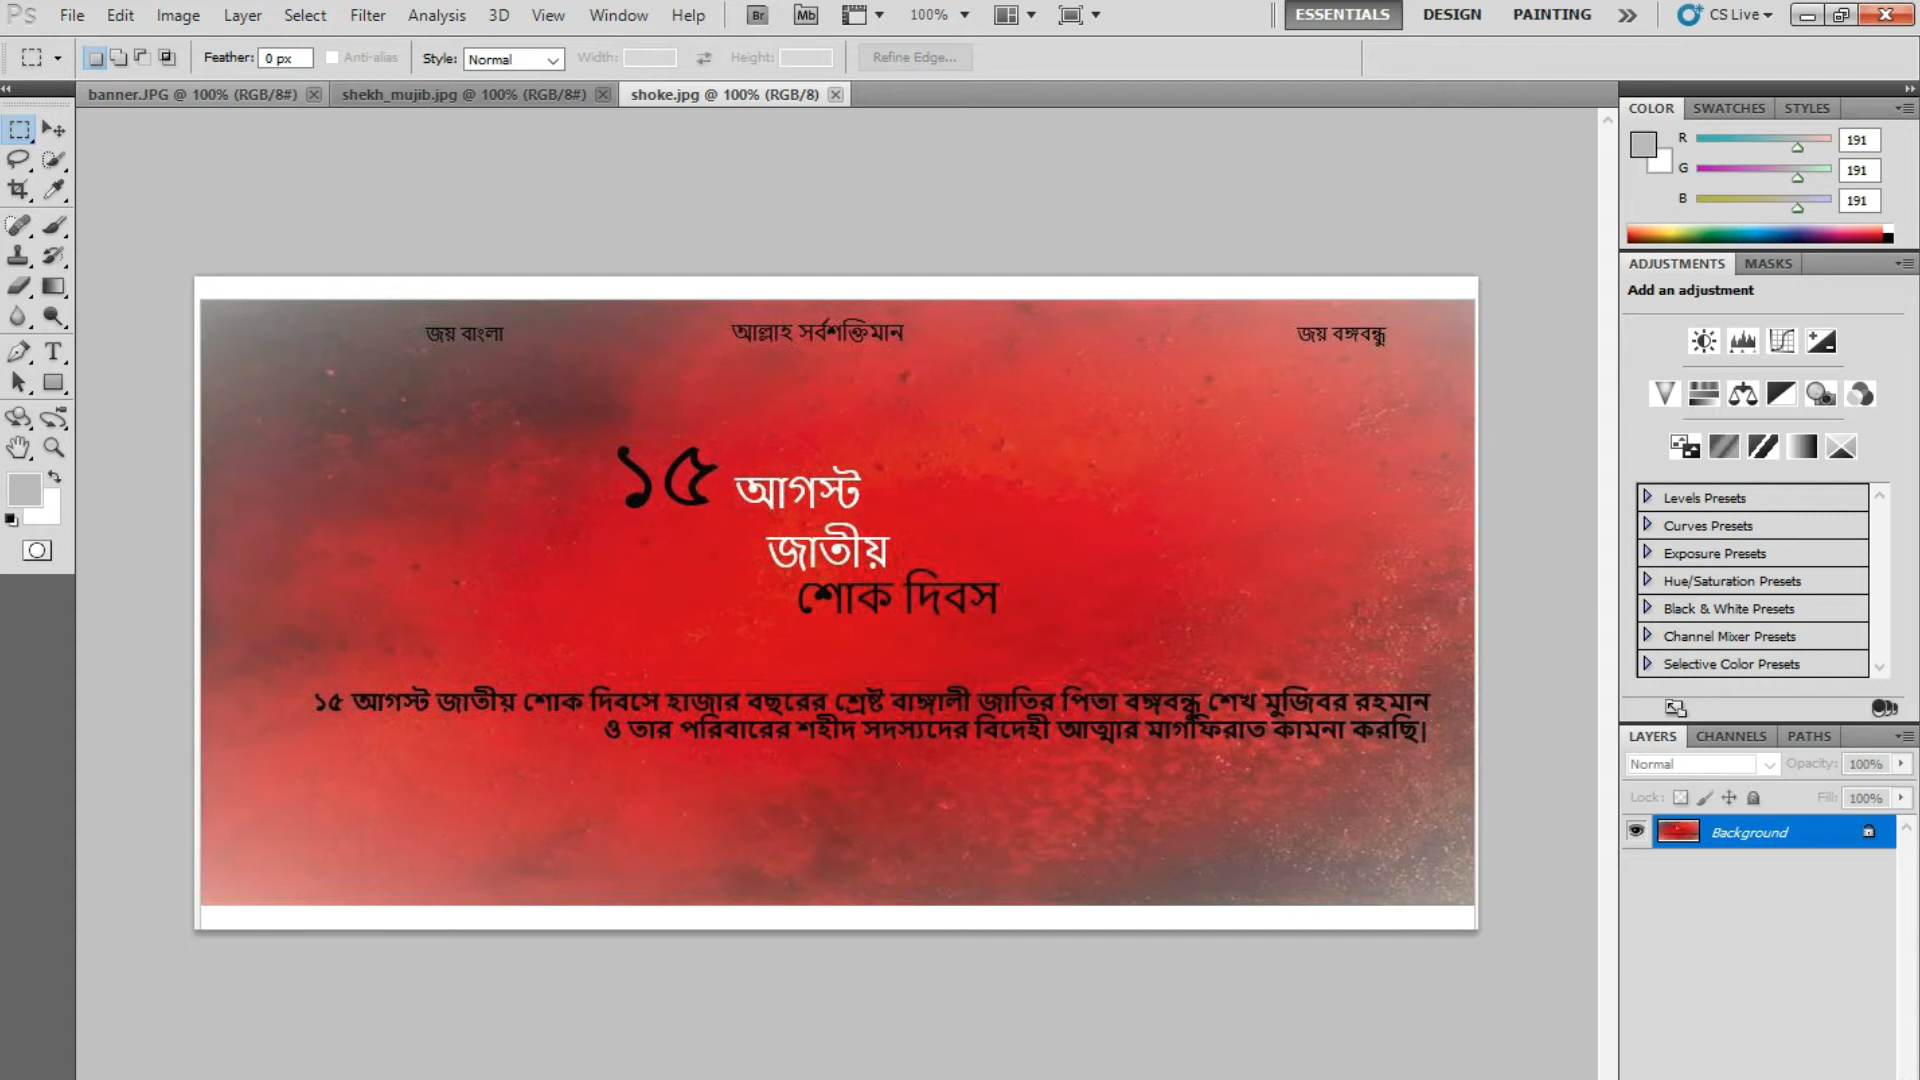 Ps File Edit Image Layer Select Filter Analysis 3D View Window Help Br Mb 100% ESSENTIALS DESIGN PAINTING CS Live
Feather: 0 px Anti-alias Style: Normal Width: Height: Refine Edge...
banner.JPG @ 100% (RGB/8#) shekh_mujib.jpg @ 100% (RGB/8#) shoke.jpg @ 100% (RGB/8)
জয় বাংলা আল্লাহ সর্বশক্তিমান জয় বঙ্গবন্ধু
১৫ আগস্ট
জাতীয়
শোক দিবস
১৫ আগস্ট জাতীয় শোক দিবসে হাজার বছরের শ্রেষ্ট বাঙ্গালী জাতির পিতা বঙ্গবন্ধু শেখ মুজিবর রহমান
ও তার পরিবারের শহীদ সদস্যদের বিদেহী আত্মার মাগফিরাত কামনা করছি।
COLOR SWATCHES STYLES
R 191
G 191
B 191
ADJUSTMENTS MASKS
Add an adjustment
Levels Presets
Curves Presets
Exposure Presets
Hue/Saturation Presets
Black & White Presets
Channel Mixer Presets
Selective Color Presets
LAYERS CHANNELS PATHS
Normal Opacity: 100%
Lock: Fill: 100%
Background